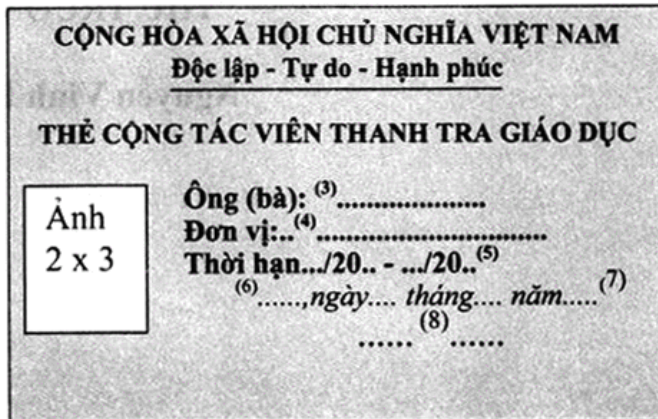 CỘNG HÒA XÃ HỘI CHỦ NGHĨA VIỆT NAM
Độc lập - Tự do - Hạnh phúc
THẺ CỘNG TÁC VIÊN THANH TRA GIÁO DỤC
Ảnh
2 x 3
Ông (bà): (3)....................
Đơn vị:..(4)...............................
Thời hạn.../20.. - .../20..(5)
(6)......,ngày.... tháng.... năm.....(7)
...... (8) ......